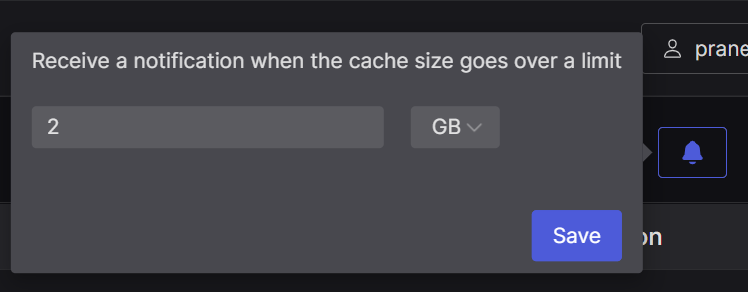 Receive a notification when the cache size goes over a limit
prane
2
GB
Save
on